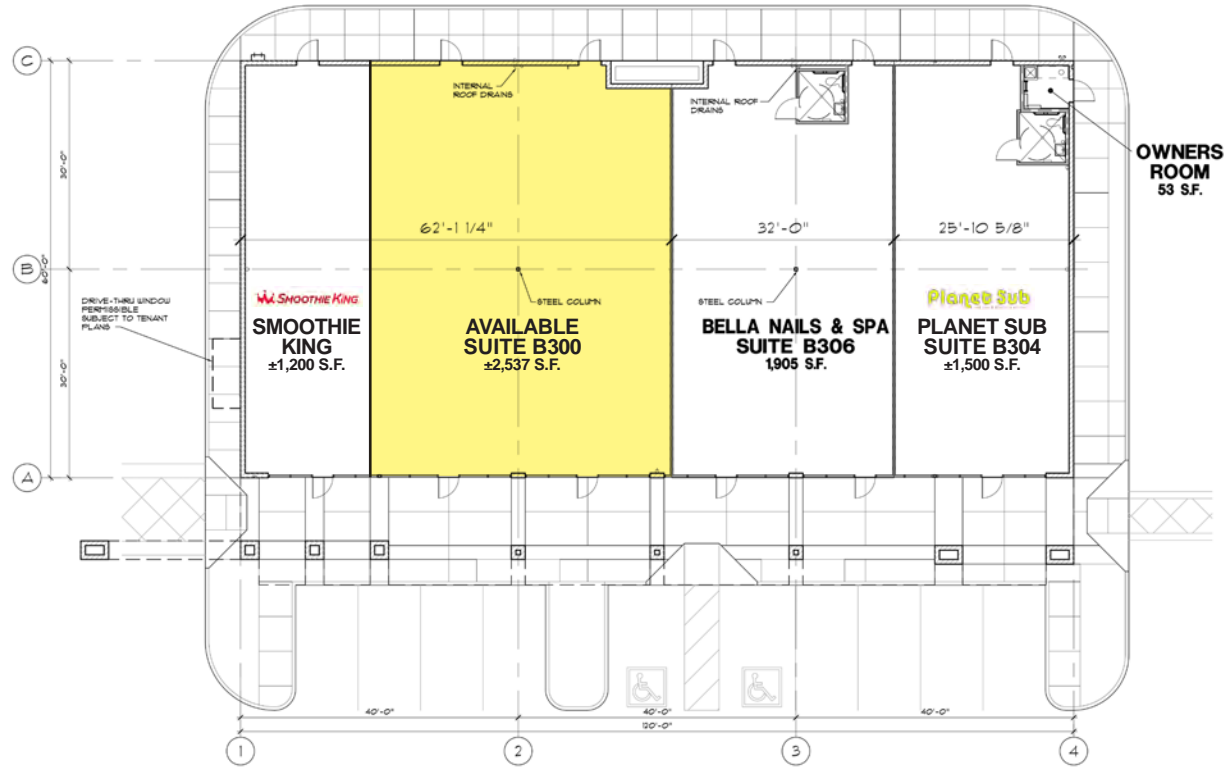 C
INTERNAL
ROOF DRAINS
INTERNAL ROOF
DRAINS
OWNERS
ROOM
53 S.F.
30'-0"
62'-1 1/4"
32'-0"
25'-10 5/8"
B
60'-0"
STEEL COLUMN
STEEL COLUMN
DRIVE-THRU WINDOW
PERMISSIBLE
SUBJECT TO TENANT
PLANS
SMOOTHIE KING
SMOOTHIE
KING
±1,200 S.F.
AVAILABLE
SUITE B300
±2,537 S.F.
BELLA NAILS & SPA
SUITE B306
1,905 S.F.
Planet Sub
PLANET SUB
SUITE B304
±1,500 S.F.
30'-0"
A
40'-0"
40'-0"
40'-0"
120'-0"
1
2
3
4